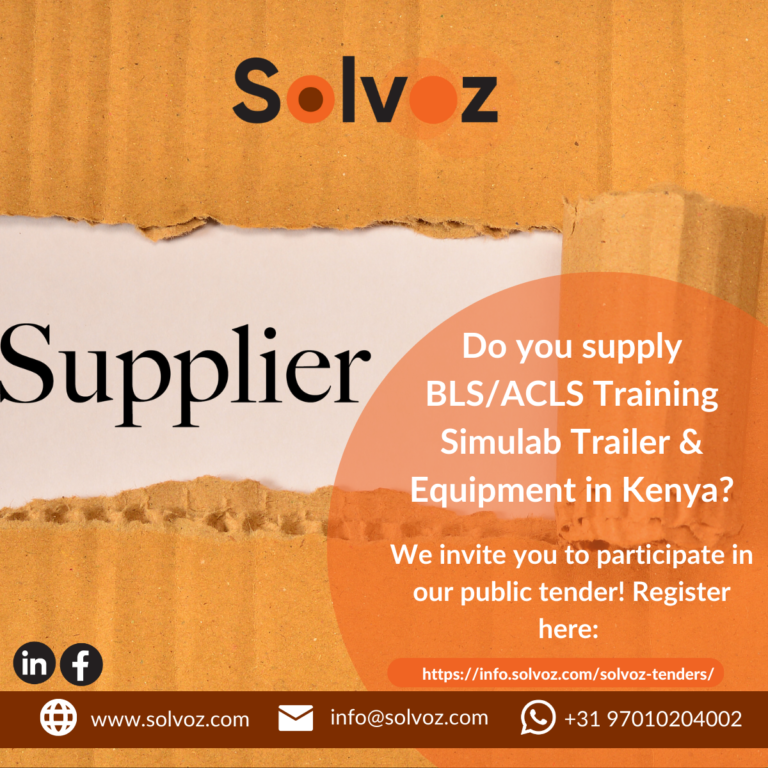 Solvoz
Supplier
Do you supply
BLS/ACLS Training
Simulab Trailer &
Equipment in Kenya?
We invite you to participate in
our public tender! Register
here:
https://info.solvoz.com/solvoz-tenders/
in f
www.solvoz.com info@solvoz.com +31 97010204002